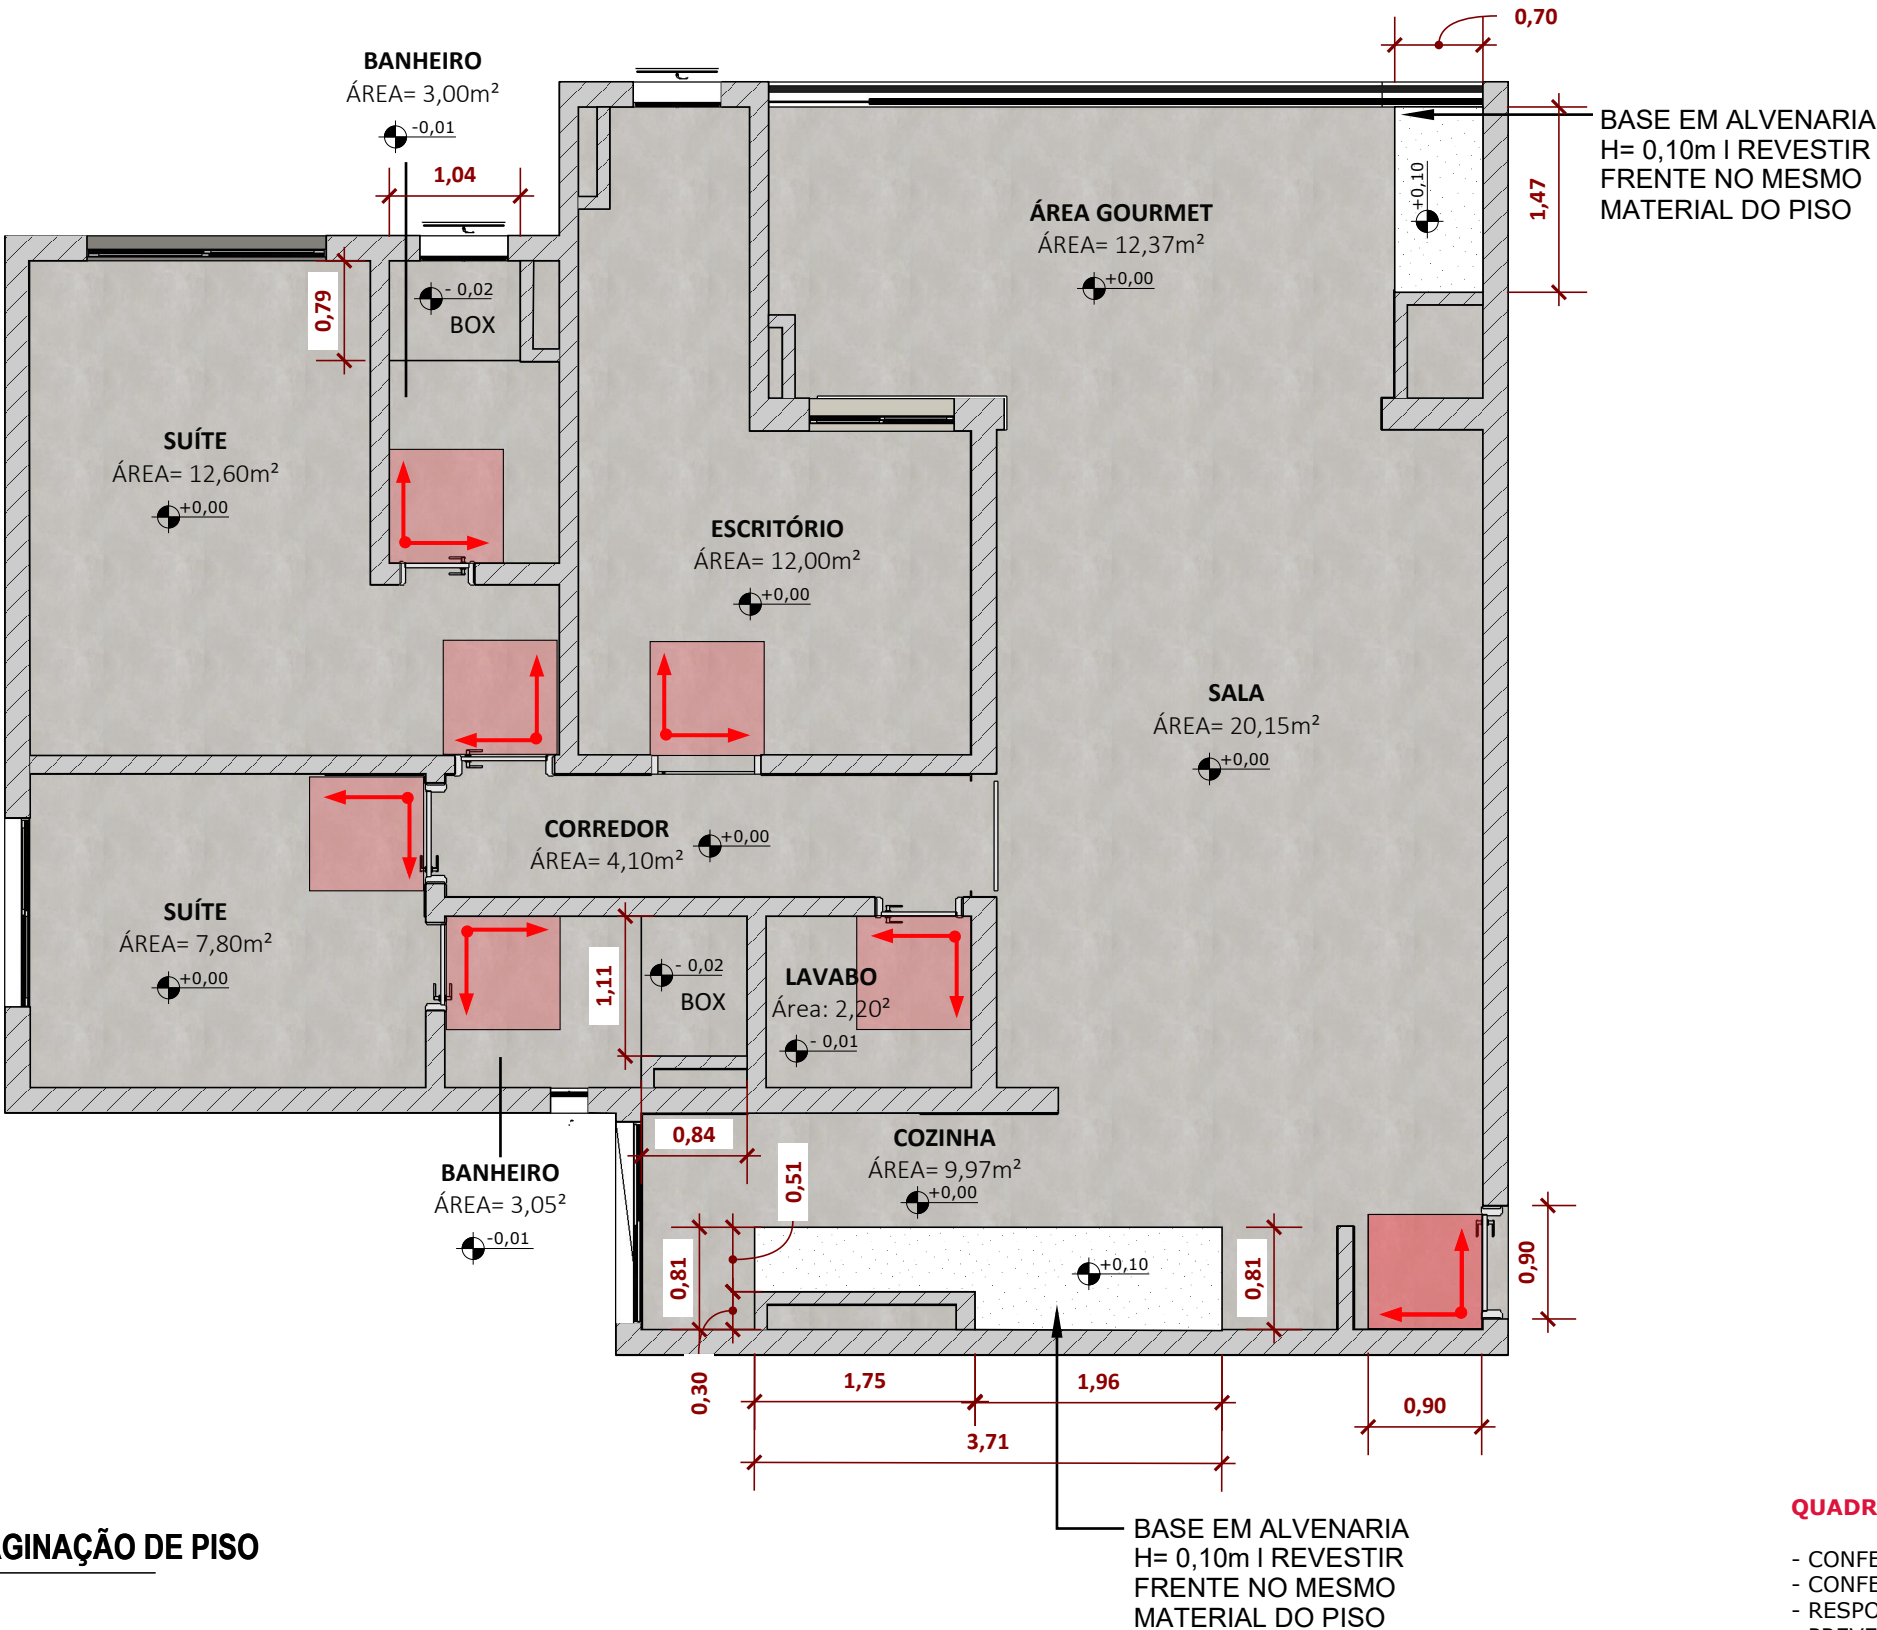 0,70
BANHEIRO
ÁREA= 3,00m²
-0,01
1,04
BASE EM ALVENARIA
H= 0,10m I REVESTIR
FRENTE NO MESMO
MATERIAL DO PISO
+0,10
1,47
ÁREA GOURMET
ÁREA= 12,37m²
+0,00
0,79
- 0,02
BOX
SUÍTE
ÁREA= 12,60m²
+0,00
ESCRITÓRIO
ÁREA= 12,00m²
+0,00
SALA
ÁREA= 20,15m²
+0,00
CORREDOR
ÁREA= 4,10m²
+0,00
SUÍTE
ÁREA= 7,80m²
+0,00
1,11
- 0,02
BOX
LAVABO
Área: 2,20²
- 0,01
0,84
COZINHA
ÁREA= 9,97m²
+0,00
BANHEIRO
ÁREA= 3,05²
-0,01
0,51
0,81
+0,10
0,81
0,90
0,30
1,75
1,96
0,90
3,71
BASE EM ALVENARIA
H= 0,10m I REVESTIR
FRENTE NO MESMO
MATERIAL DO PISO
AGINAÇÃO DE PISO
QUADR
- CONFE
- CONFE
- RESPO